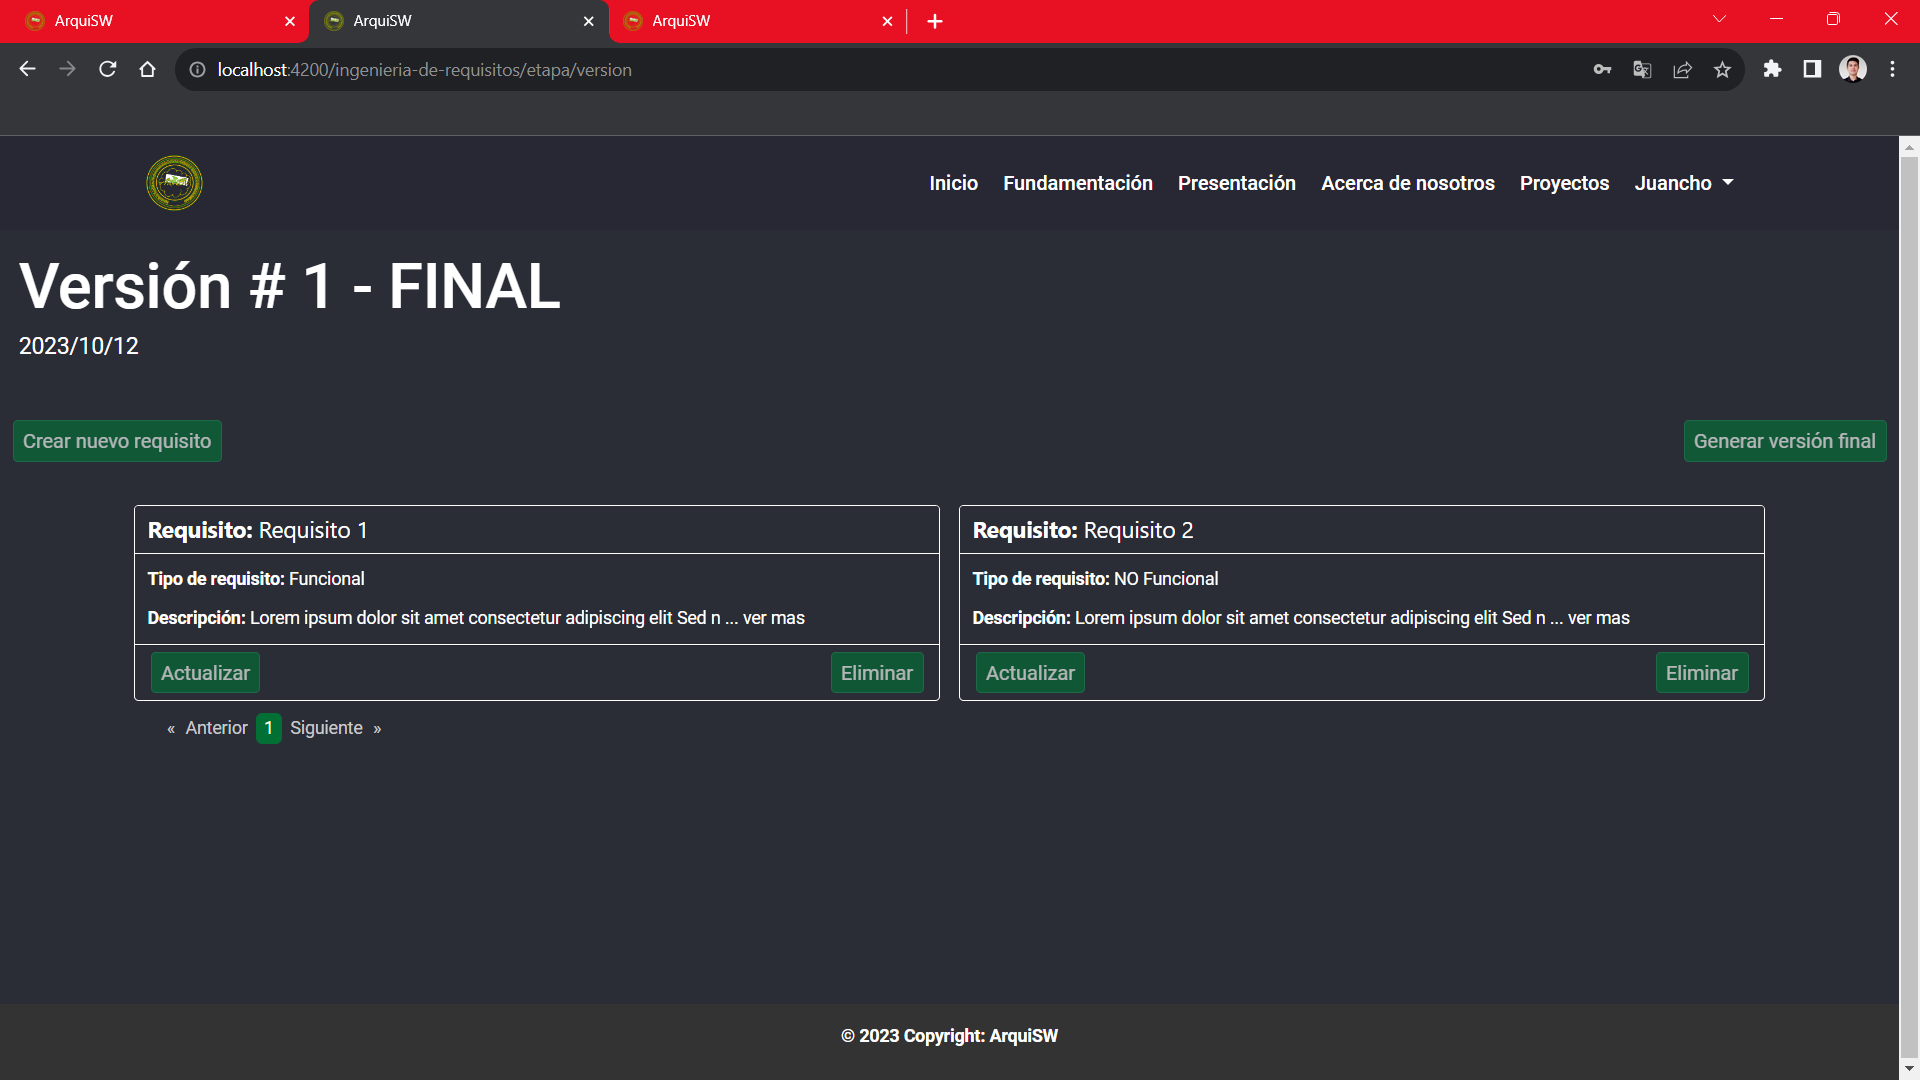 ArquiSW
ArquiSW
ArquiSW
localhost:4200/ingenieria-de-requisitos/etapa/version
Inicio Fundamentación Presentación Acerca de nosotros Proyectos Juancho
Versión # 1 - FINAL
2023/10/12
Crear nuevo requisito
Generar versión final
Requisito: Requisito 1
Tipo de requisito: Funcional
Descripción: Lorem ipsum dolor sit amet consectetur adipiscing elit Sed n ... ver mas
Actualizar Eliminar
Requisito: Requisito 2
Tipo de requisito: NO Funcional
Descripción: Lorem ipsum dolor sit amet consectetur adipiscing elit Sed n ... ver mas
Actualizar Eliminar
« Anterior 1 Siguiente »
© 2023 Copyright: ArquiSW